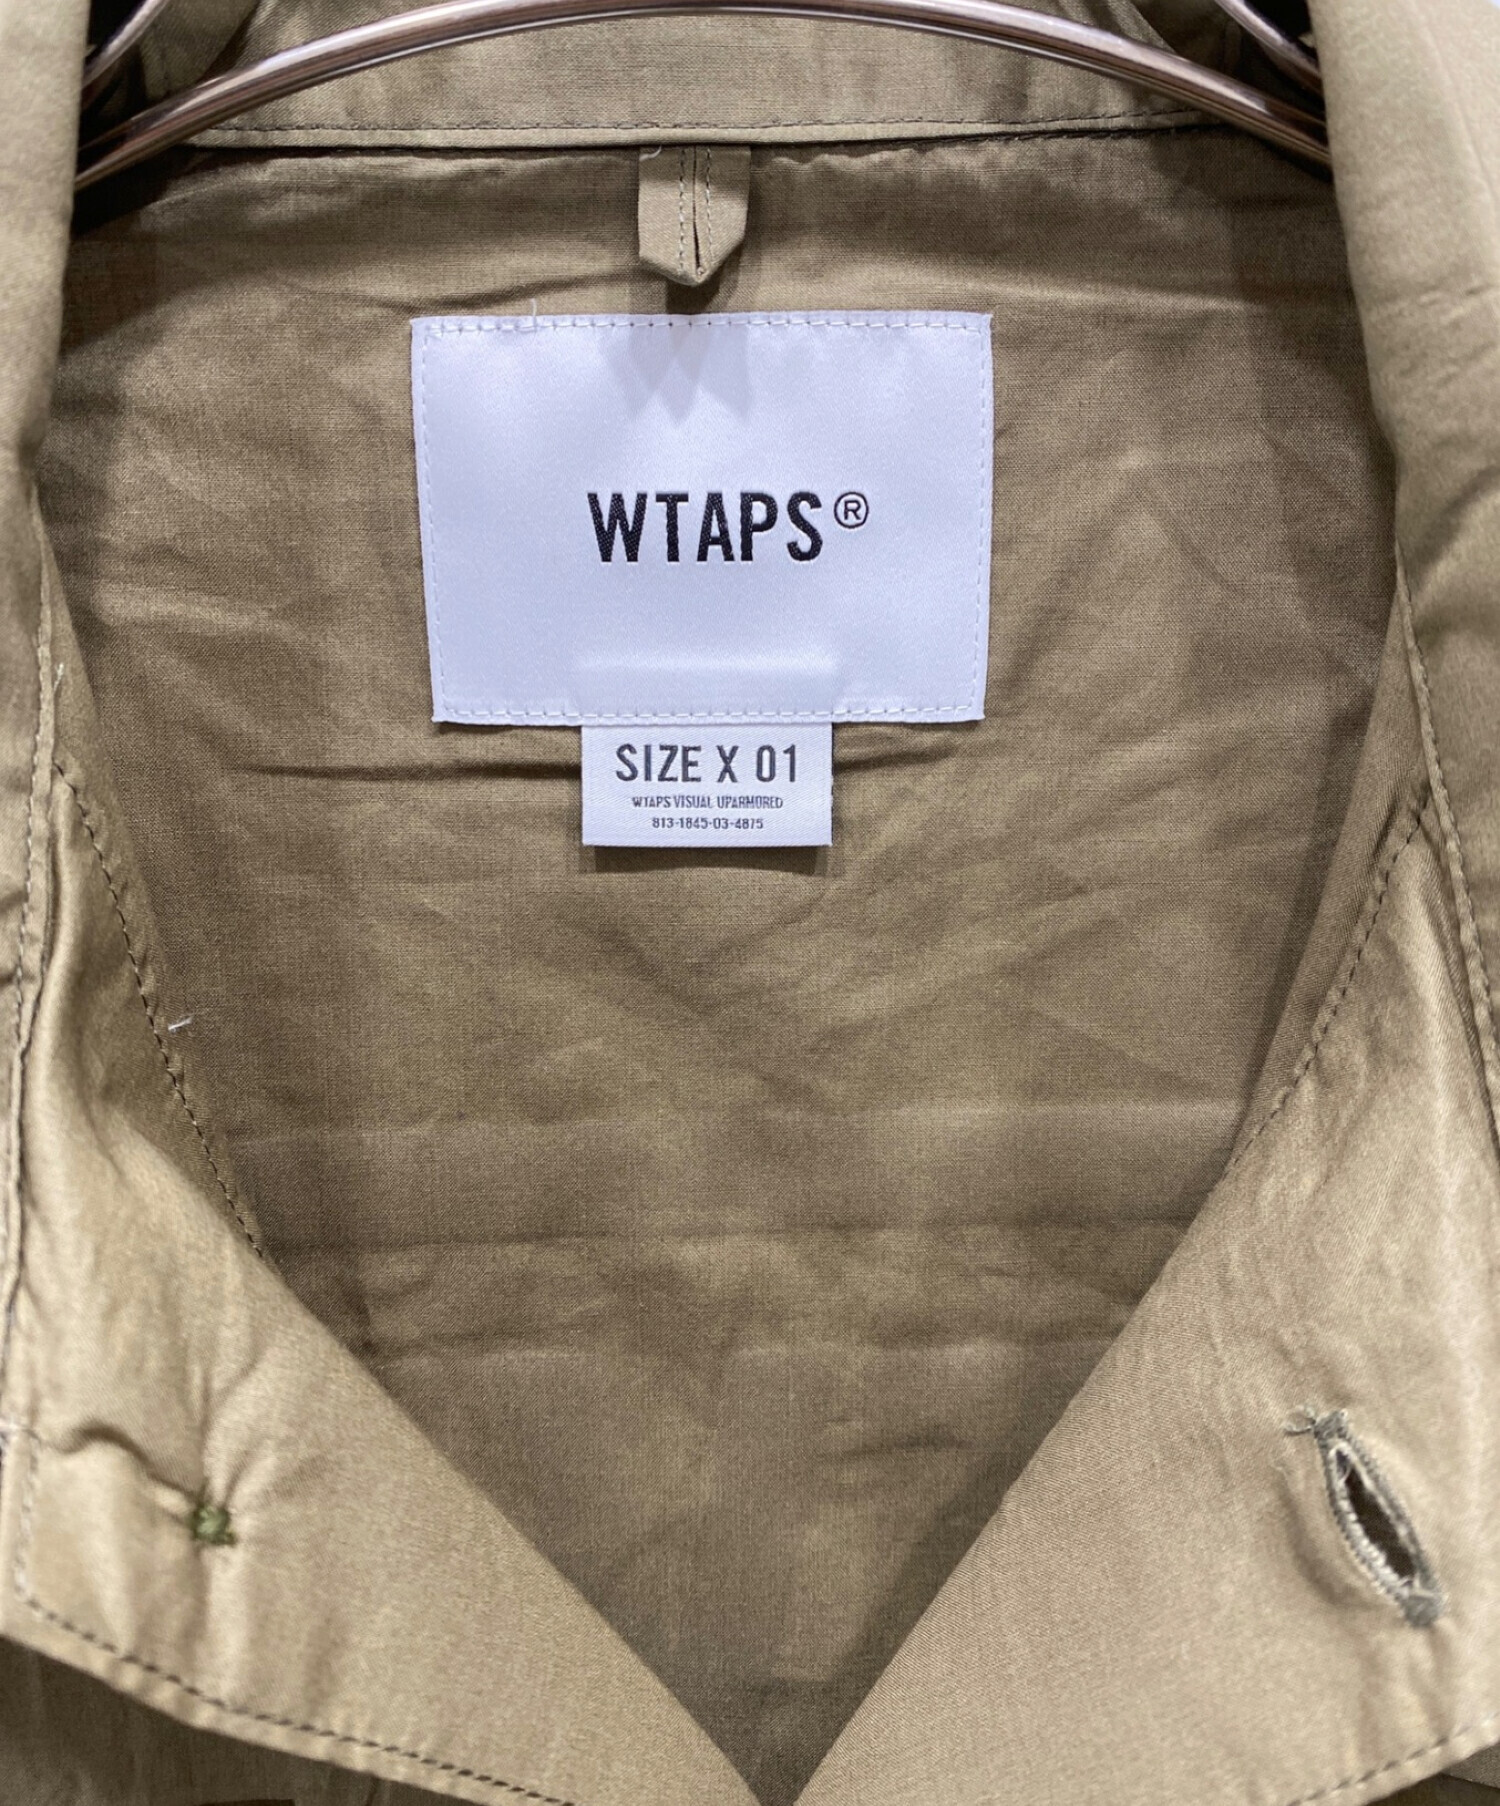 WTAPS®
SIZE X 01
WTAPS VISUAL UPARMORED
813-1845-03-4875